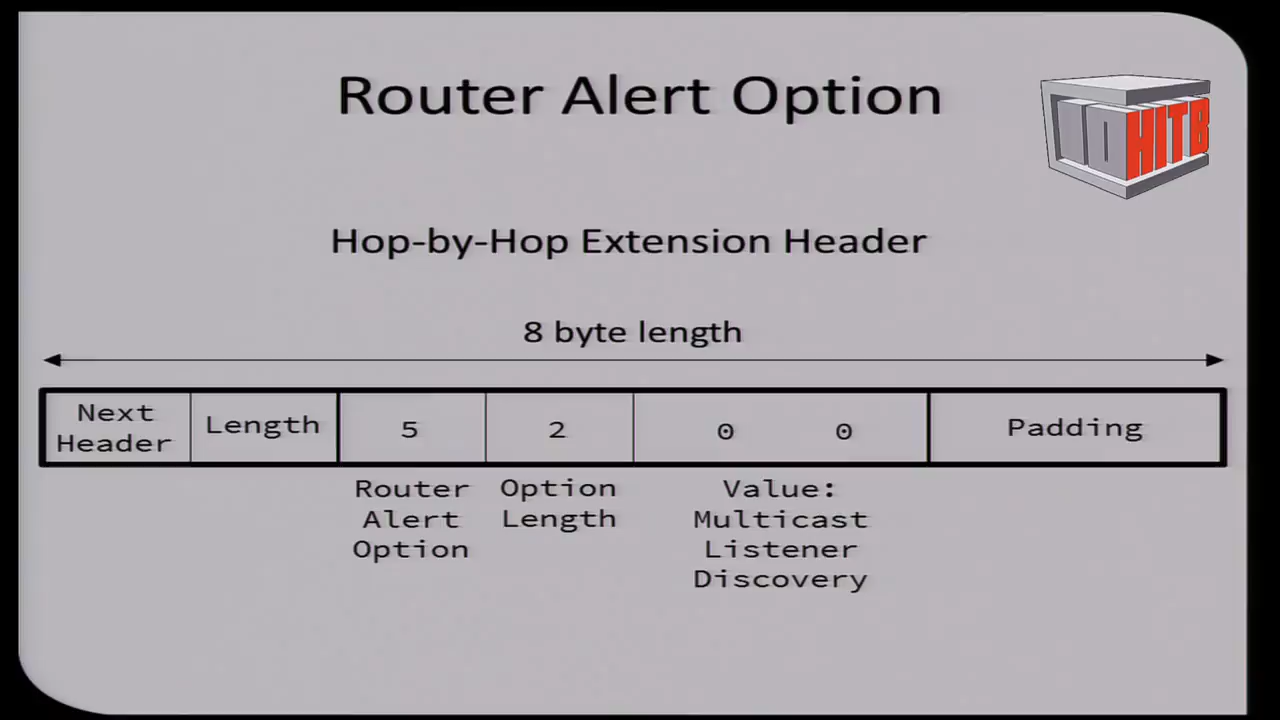 Router Alert Option
HITB
Hop-by-Hop Extension Header
8 byte length
Next
Header
Length
5
2
0 0
Padding
Router
Alert
Option
Option
Length
Value:
Multicast
Listener
Discovery